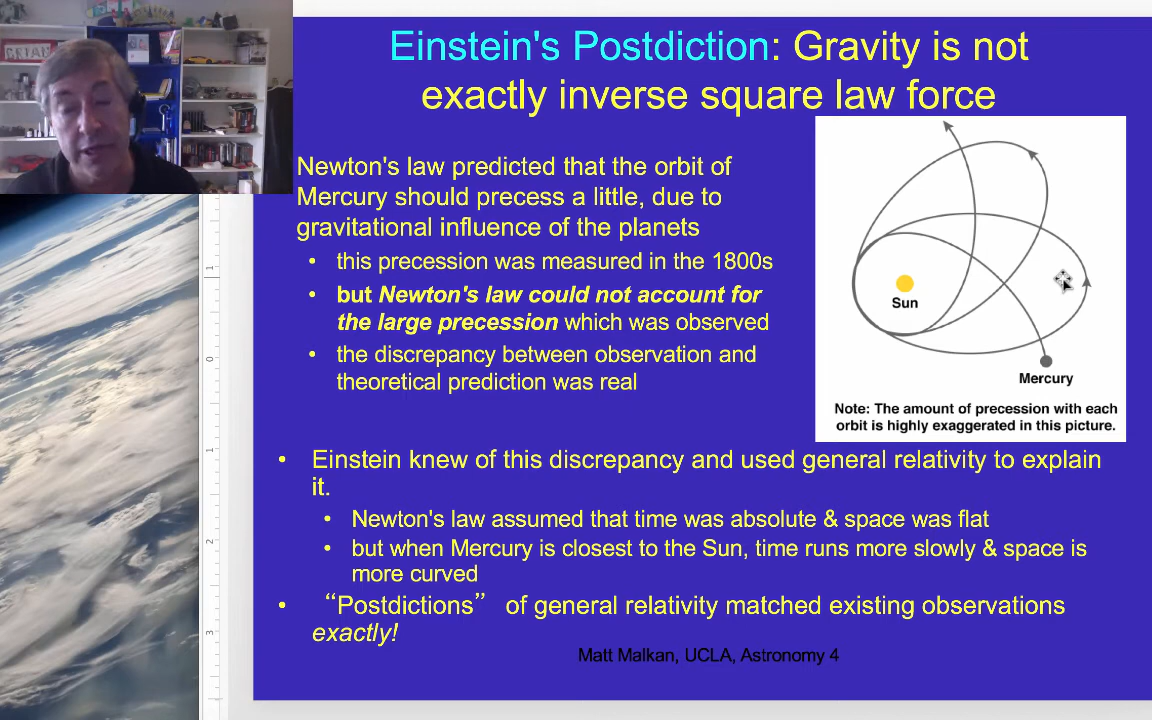 Einstein's Postdiction: Gravity is not
exactly inverse square law force
Newton's law predicted that the orbit of
Mercury should precess a little, due to
gravitational influence of the planets
• this precession was measured in the 1800s
• but Newton's law could not account for
the large precession which was observed
• the discrepancy between observation and
theoretical prediction was real
Sun
Mercury
Note: The amount of precession with each
orbit is highly exaggerated in this picture.
• Einstein knew of this discrepancy and used general relativity to explain
it.
• Newton's law assumed that time was absolute & space was flat
• but when Mercury is closest to the Sun, time runs more slowly & space is
more curved
• “Postdictions” of general relativity matched existing observations
exactly!
Matt Malkan, UCLA, Astronomy 4
1
0
1
2
3